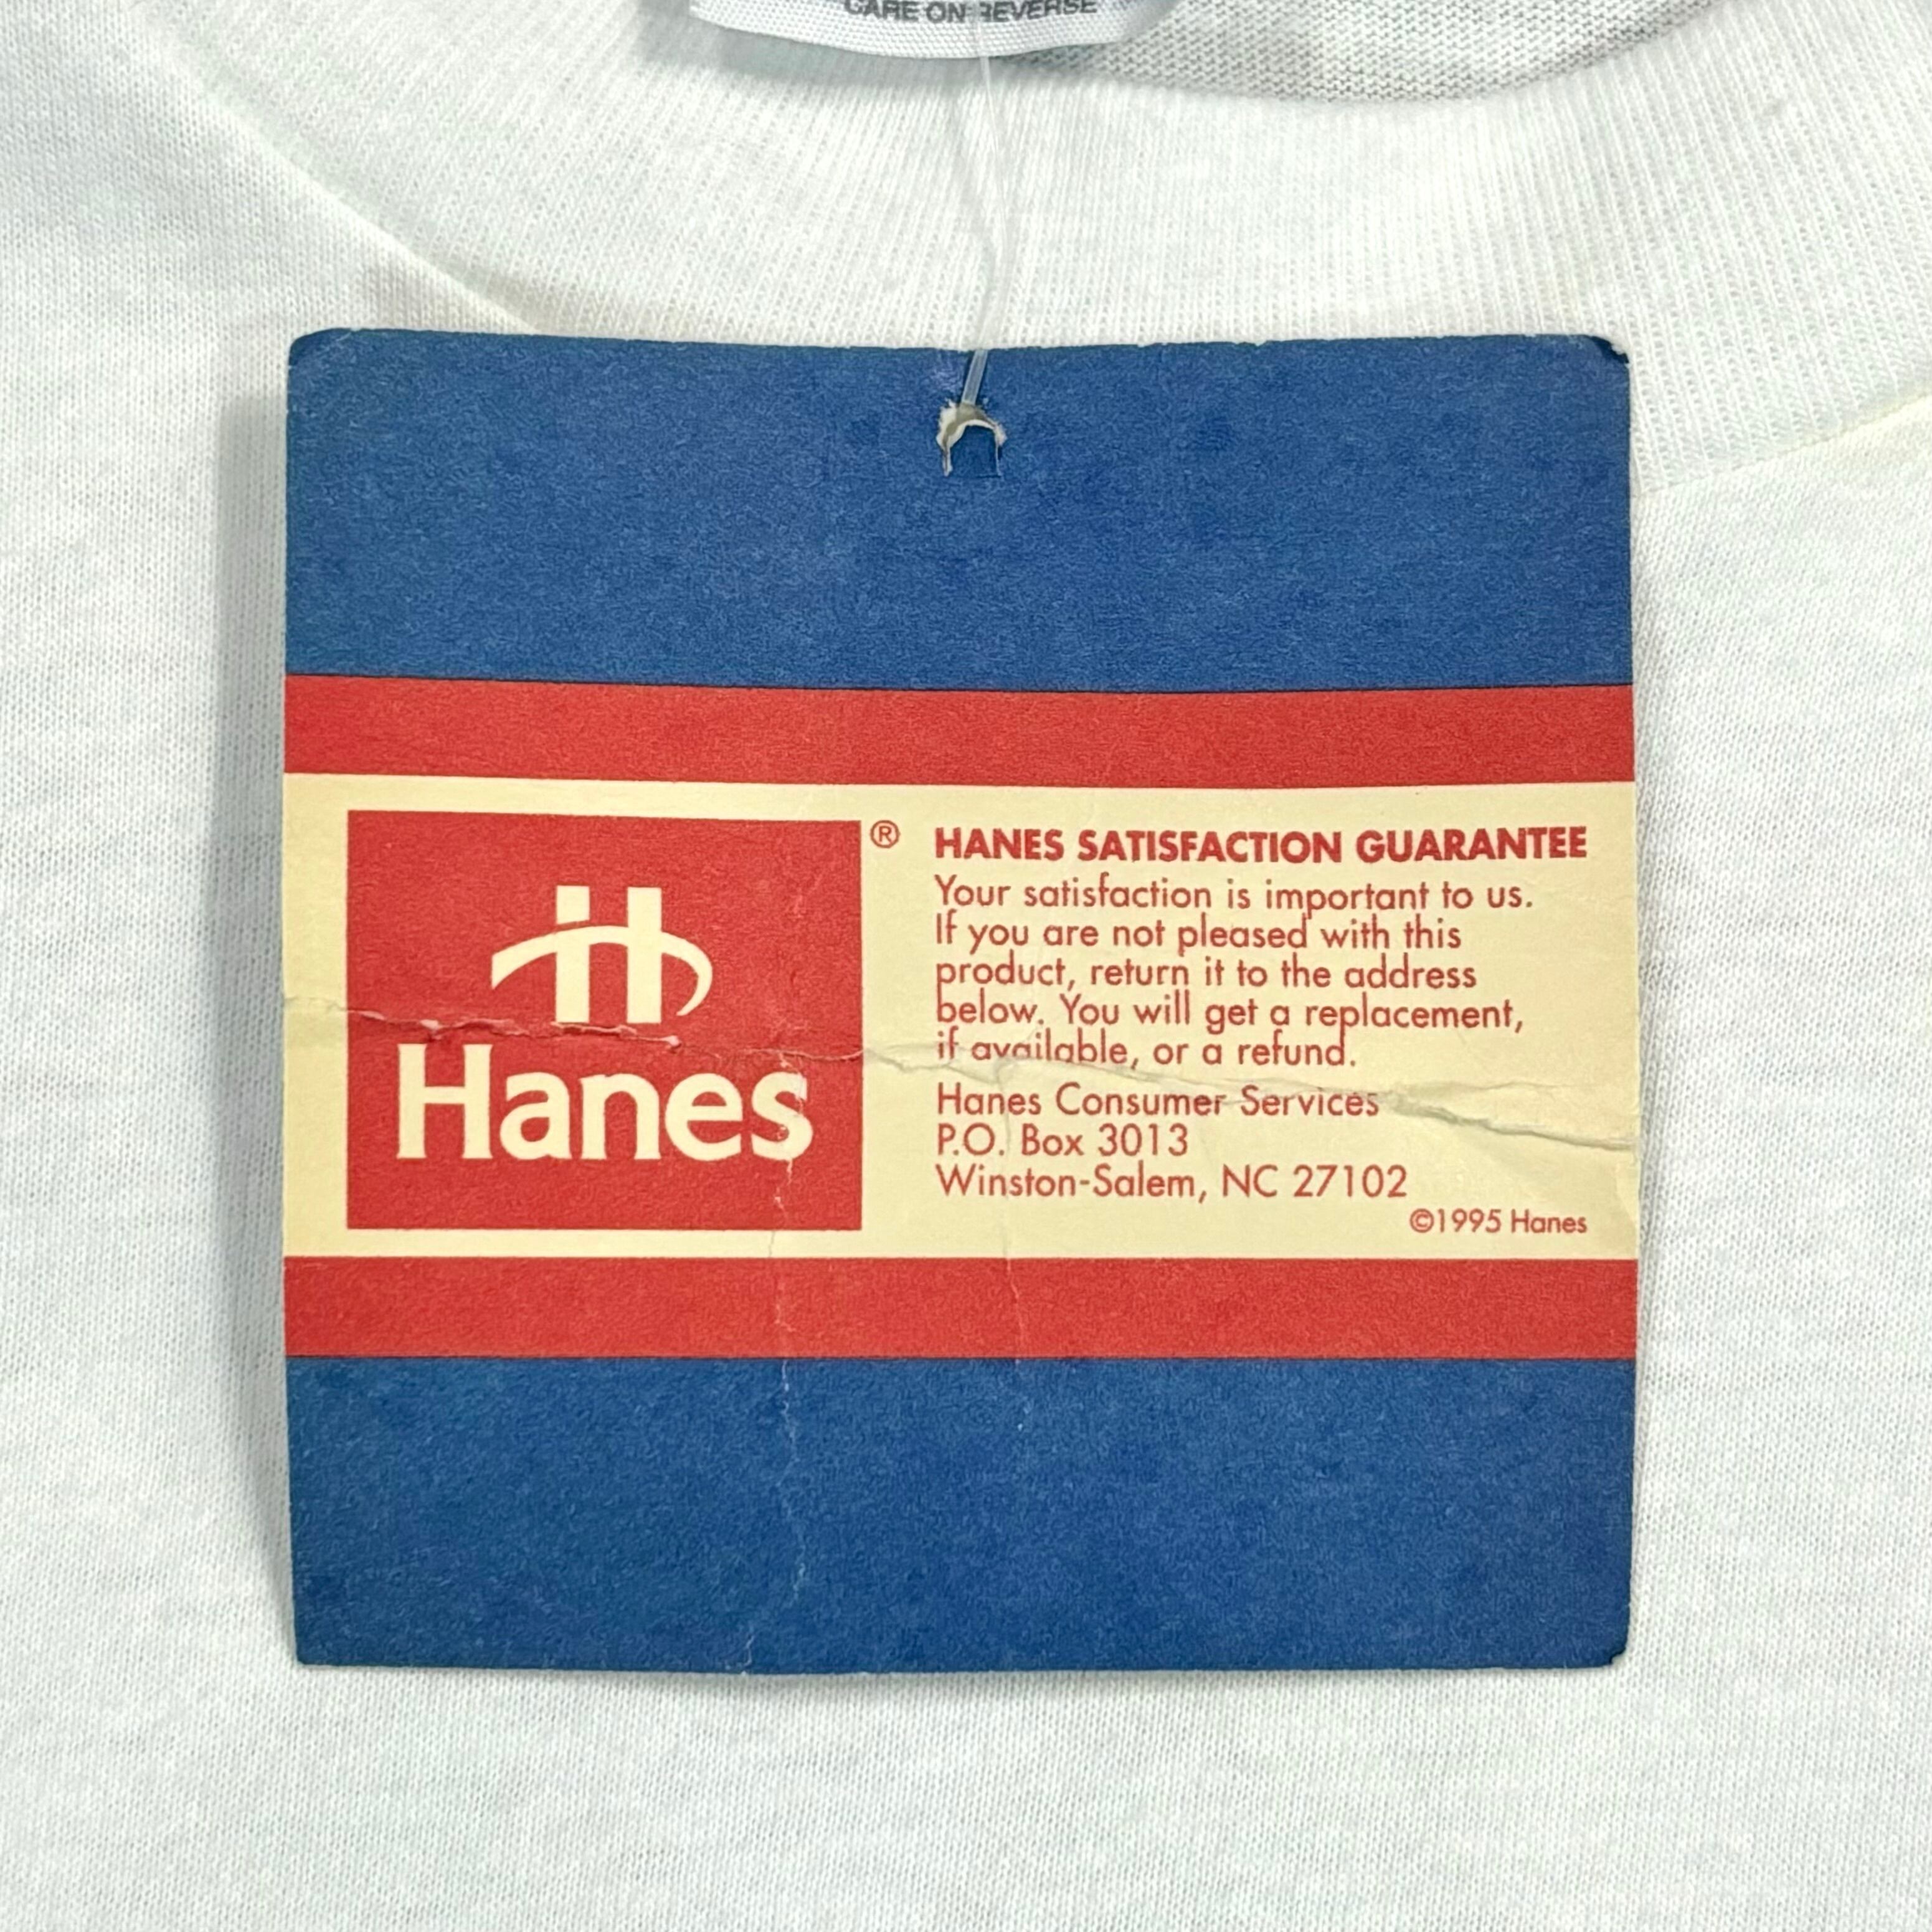 CARE ON REVERSE
Hanes
®
HANES SATISFACTION GUARANTEE
Your satisfaction is important to us.
If you are not pleased with this
product, return it to the address
below. You will get a replacement,
if available, or a refund.
Hanes Consumer Services
P.O. Box 3013
Winston-Salem, NC 27102
©1995 Hanes